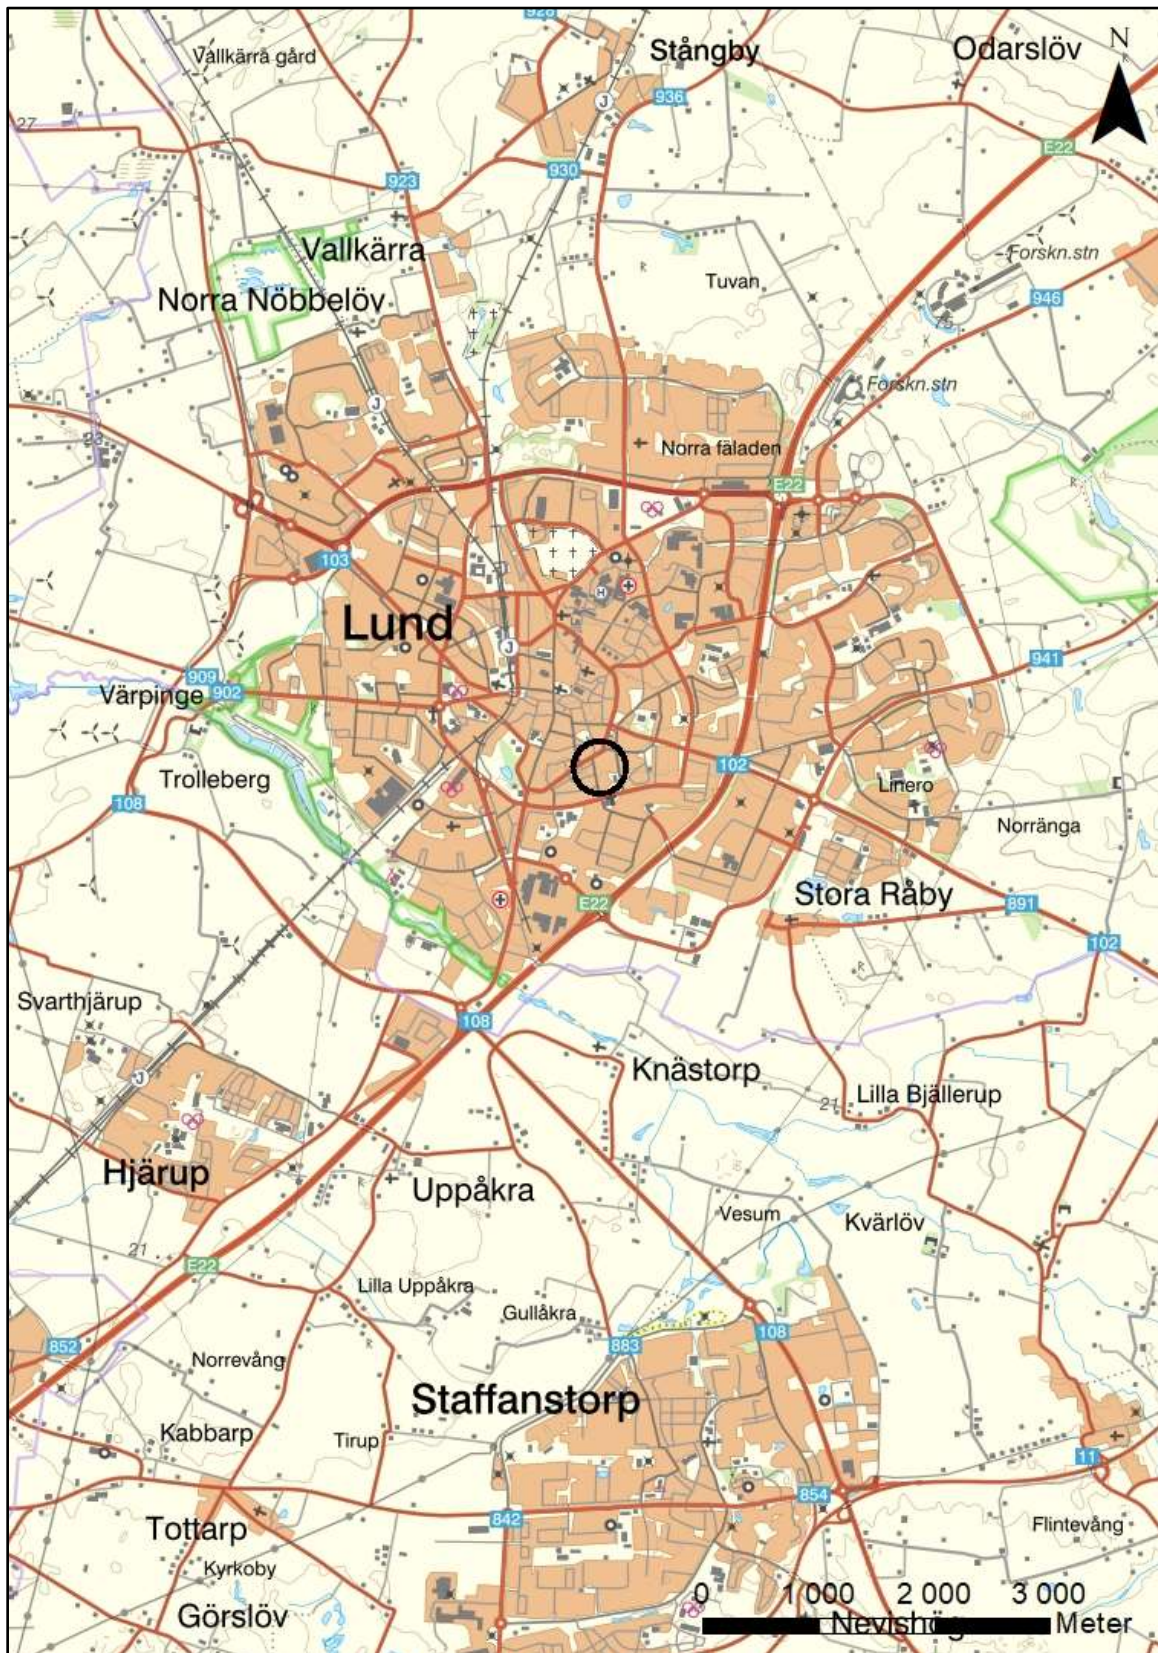 928
Stångby
Odarslöv
N
Vallkärra gård
J
936
27
E22
930
923
Vallkärra
Forskn.stn
Tuvan
Norra Nöbbelöv
946
75
Forskn.stn
J
Norra fäladen
E22
103
H
Lund
J
941
909
902
Värpinge
102
Trolleberg
Linero
108
Norränga
Stora Råby
E22
891
102
Svarthjärup
108
Knästorp
J
Lilla Bjällerup
21
Hjärup
Uppåkra
Vesum
Kvärlöv
21
E22
Lilla Uppåkra
Gullåkra
108
852
883
Norrevång
Staffanstorp
Kabbarp
Tirup
11
854
842
Tottarp
Flintevång
Kyrkoby
0 1 000 2 000 3 000
Görslöv
Nevishög
Meter